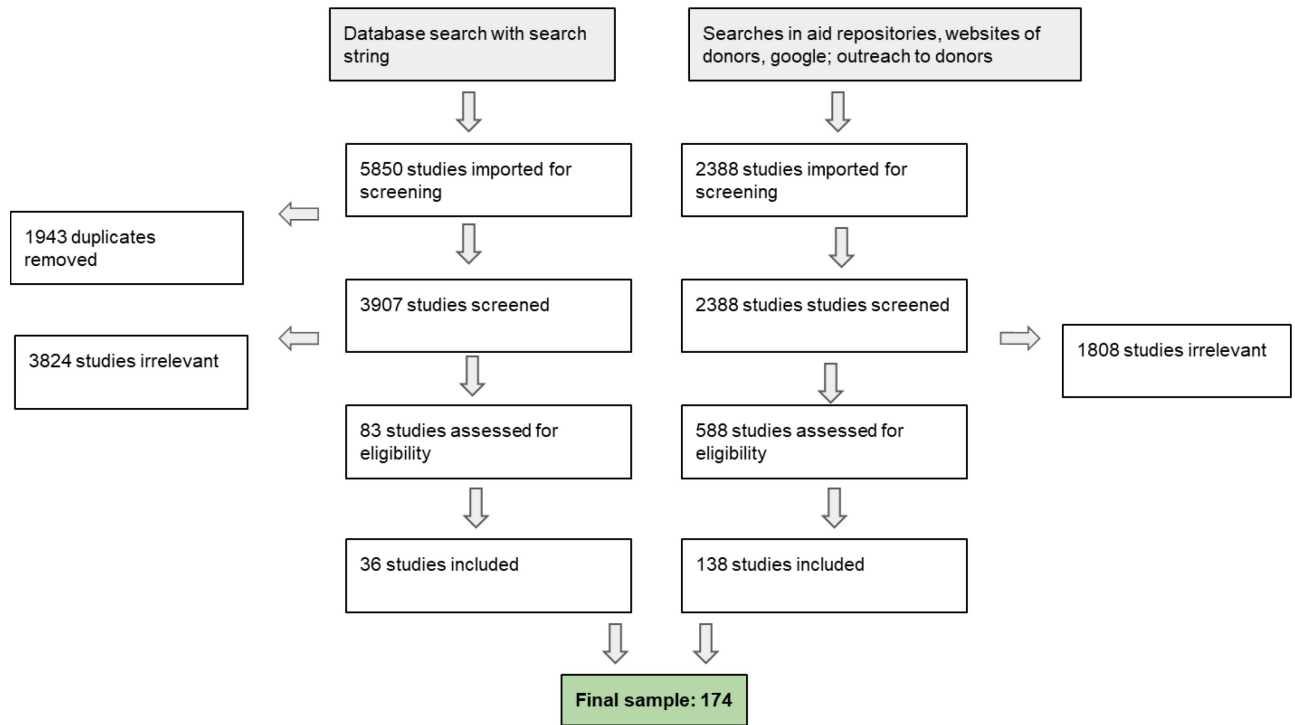 Database search with search
string
Searches in aid repositories, websites of
donors, google; outreach to donors
5850 studies imported for
screening
2388 studies imported for
screening
1943 duplicates
removed
3907 studies screened
2388 studies studies screened
3824 studies irrelevant
1808 studies irrelevant
83 studies assessed for
eligibility
588 studies assessed for
eligibility
36 studies included
138 studies included
Final sample: 174